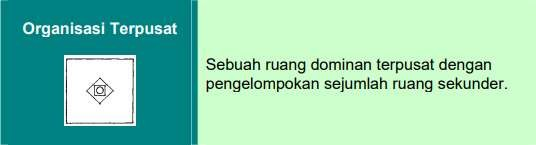 Organisasi Terpusat
Sebuah ruang dominan terpusat dengan
pengelompokan sejumlah ruang sekunder.